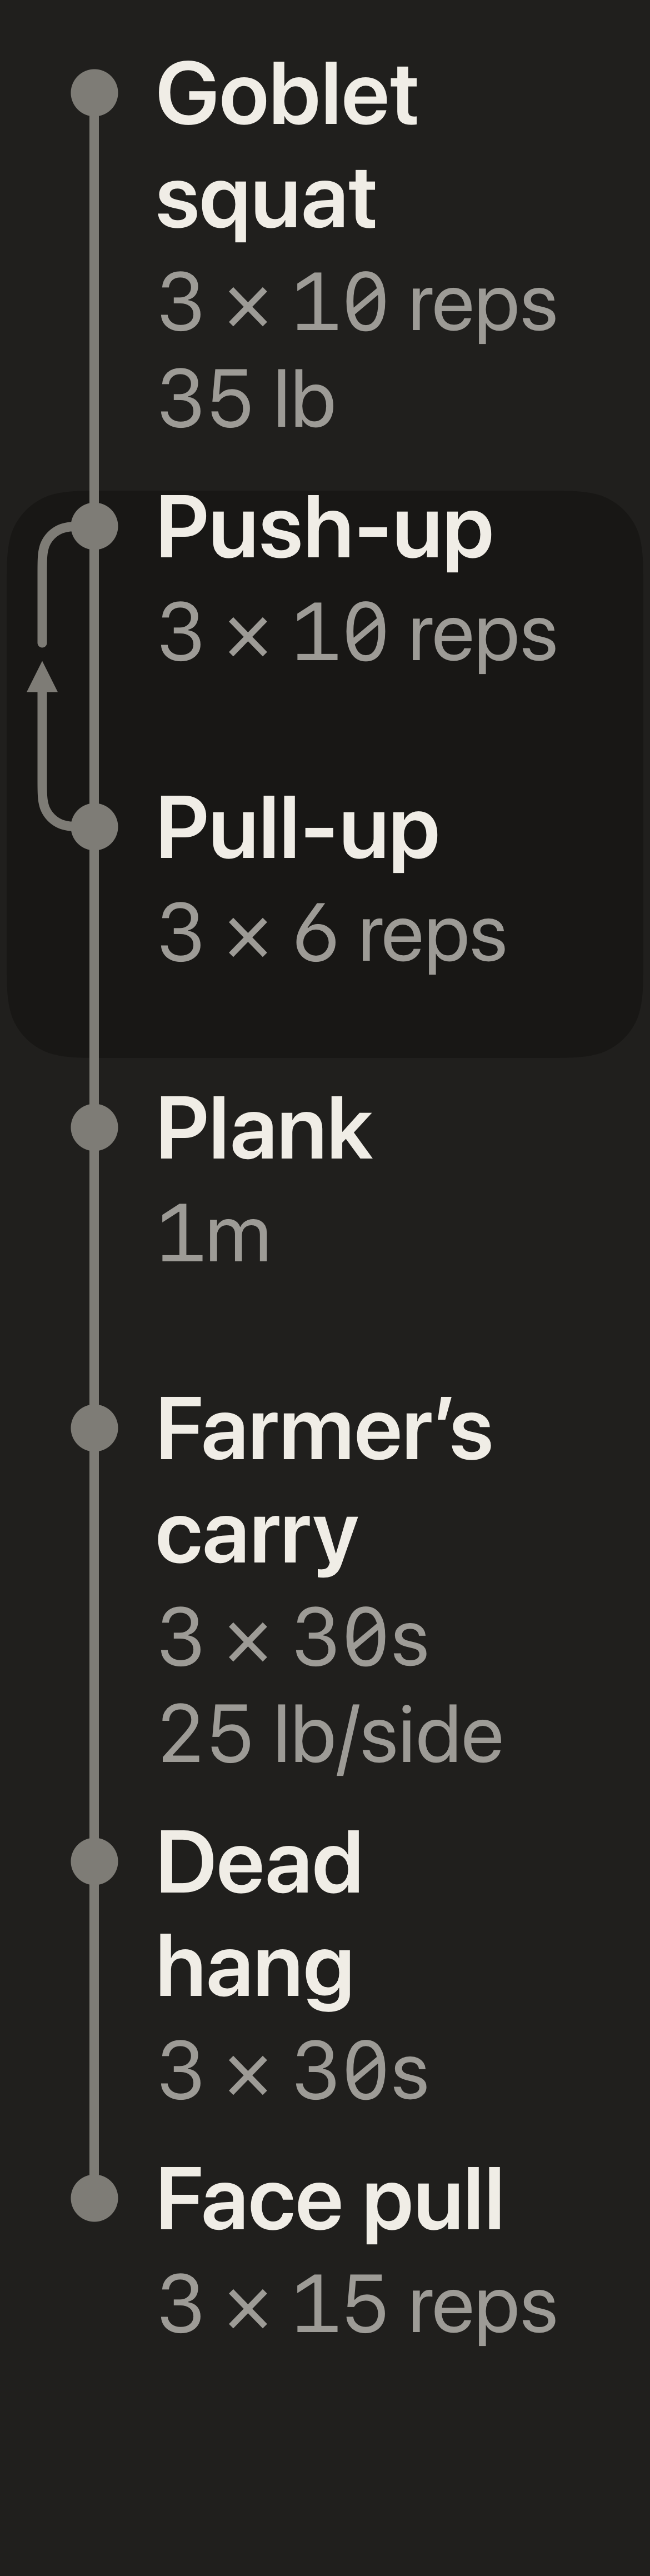 Goblet
squat
3 × 10 reps
35 lb
Push-up
3 × 10 reps
Pull-up
3 × 6 reps
Plank
1m
Farmer’s
carry
3 × 30s
25 lb/side
Dead
hang
3 × 30s
Face pull
3 × 15 reps